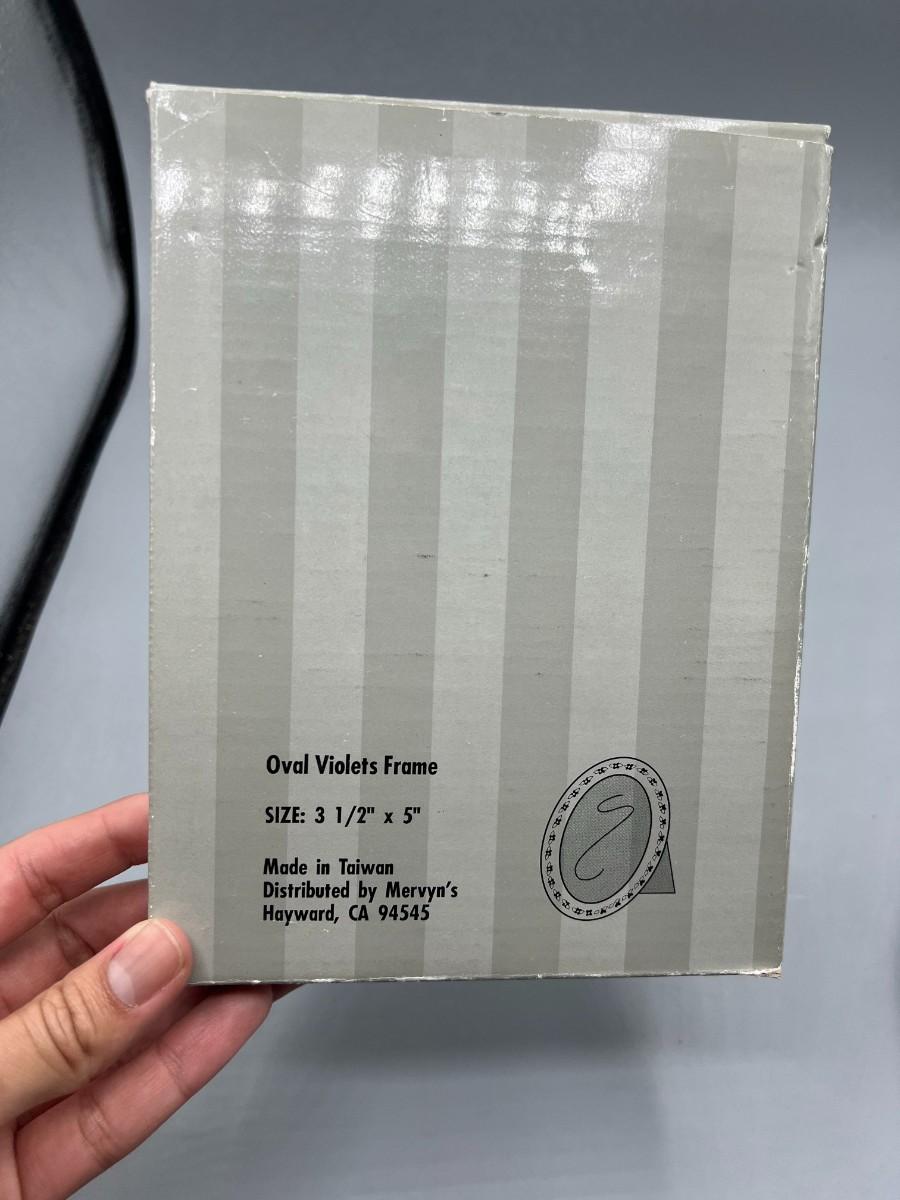 Oval Violets Frame
SIZE: 3 1/2" x 5"
Made in Taiwan
Distributed by Mervyn's
Hayward, CA 94545